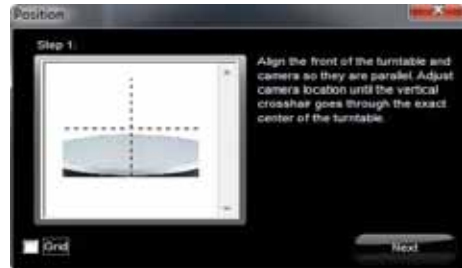 Position
Step 1:
Align the front of the turntable and
camera so they are parallel. Adjust
camera location until the vertical
crosshair goes through the exact
center of the turntable.
Grid
Next